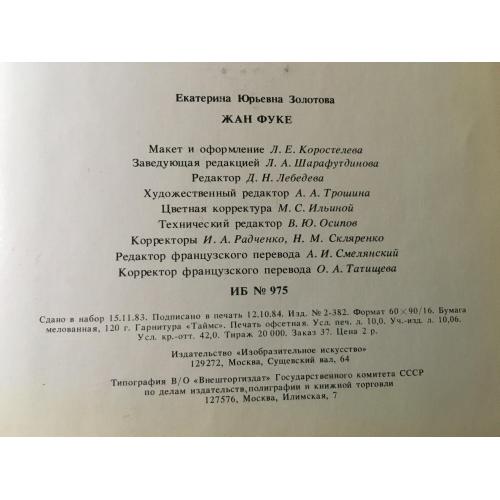 Екатерина Юрьевна Золотова
ЖАН ФУКЕ
Макет и оформление Л. Е. Коростелева
Заведующая редакцией Л. А. Шарафутдинова
Редактор Д. Н. Лебедева
Художественный редактор А. А. Трошина
Цветная корректура М. С. Ильиной
Технический редактор В. Ю. Осипов
Корректоры И. А. Радченко, Н. М. Скляренко
Редактор французского перевода А. И. Смелянский
Корректор французского перевода О. А. Татищева
ИБ № 975
Сдано в набор 15.11.83. Подписано в печать 12.10.84. Изд. № 2-382. Формат 60×90/16. Бумага
мелованная, 120 г. Гарнитура «Таймс». Печать офсетная. Усл. печ. л. 10,0. Уч.-изд. л. 10,06.
Усл. кр.-отт. 42,0. Тираж 20 000. Заказ 37. Цена 2 р.
Издательство «Изобразительное искусство»
129272, Москва, Сущевский вал, 64
Типография В/О «Внешторгиздат» Государственного комитета СССР
по делам издательств, полиграфии и книжной торговли
127576, Москва, Илимская, 7